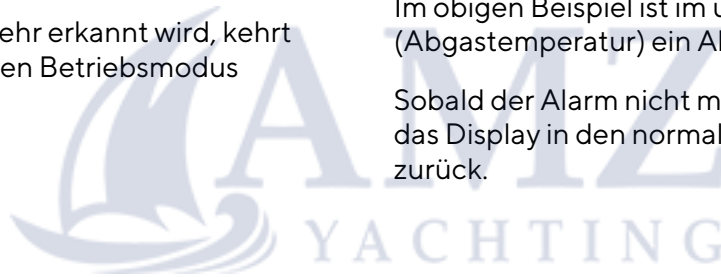 ehr erkannt wird, kehrt
en Betriebsmodus
Im obigen Beispiel ist im
(Abgastemperatur) ein
Sobald der Alarm nicht m
das Display in den normal
zurück.
AMZ
YACHTING